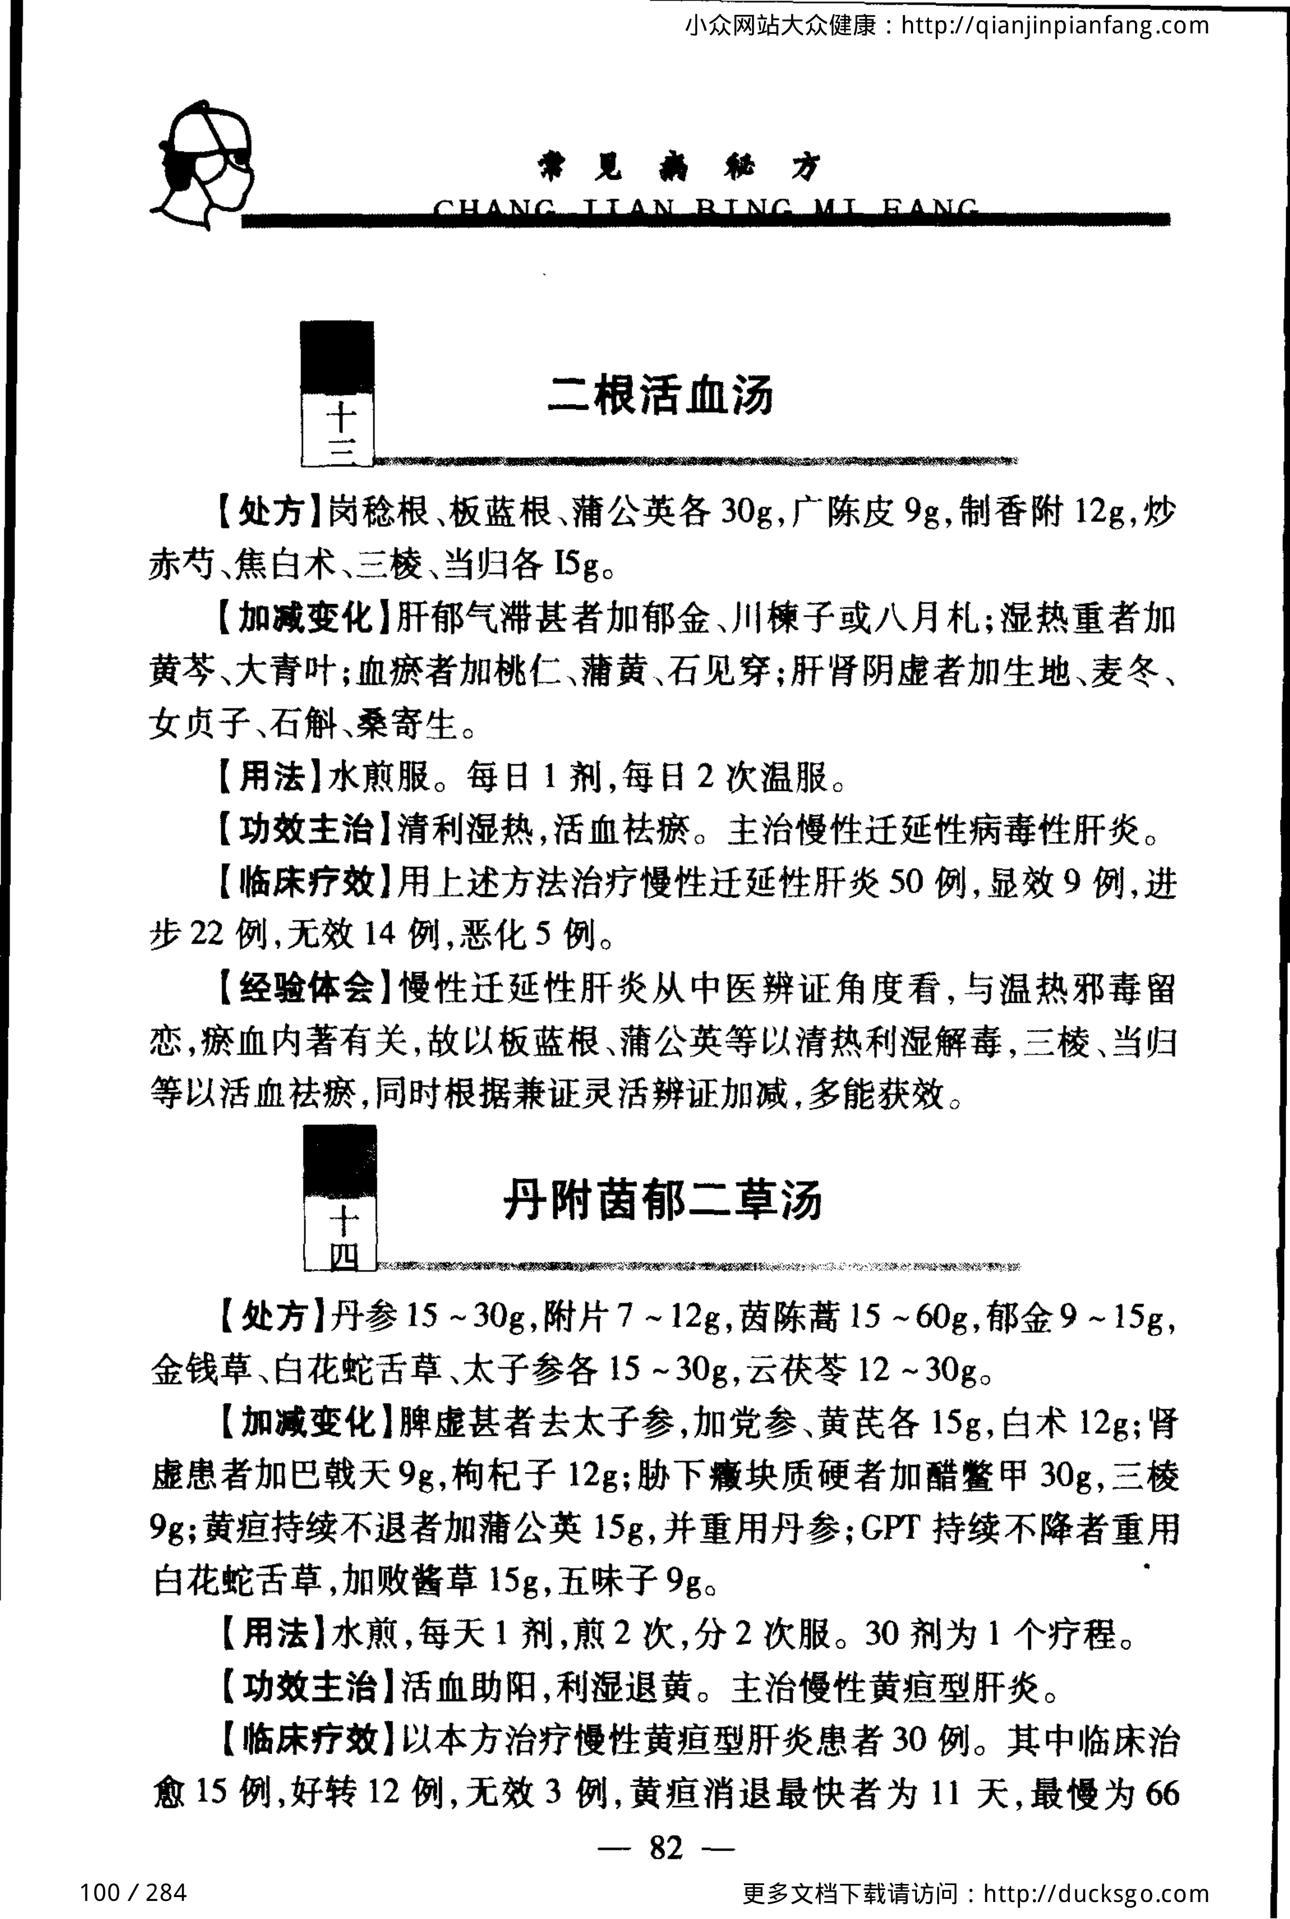 小众网站大众健康：http://qianjinpianfang.com
常见病秘方
CHANG JIAN BING MI FANG
十三
二根活血汤
【处方】岗稔根、板蓝根、蒲公英各 30g,广陈皮 9g,制香附 12g,炒
赤芍、焦白术、三棱、当归各 I5g。
【加减变化】肝郁气滞甚者加郁金、川楝子或八月札;湿热重者加
黄芩、大青叶;血瘀者加桃仁、蒲黄、石见穿;肝肾阴虚者加生地、麦冬、
女贞子、石斛、桑寄生。
【用法】水煎服。每日 1 剂,每日 2 次温服。
【功效主治】清利湿热,活血祛瘀。主治慢性迁延性病毒性肝炎。
【临床疗效】用上述方法治疗慢性迁延性肝炎 50 例,显效 9 例,进
步 22 例,无效 14 例,恶化 5 例。
【经验体会】慢性迁延性肝炎从中医辨证角度看,与温热邪毒留
恋,瘀血内著有关,故以板蓝根、蒲公英等以清热利湿解毒,三棱、当归
等以活血祛瘀,同时根据兼证灵活辨证加减,多能获效。
十四
丹附茵郁二草汤
【处方】丹参 15 ~ 30g,附片 7 ~ 12g,茵陈蒿 15 ~ 60g,郁金 9 ~ 15g,
金钱草、白花蛇舌草、太子参各 15 ~ 30g,云茯苓 12 ~ 30g。
【加减变化】脾虚甚者去太子参,加党参、黄芪各 15g,白术 12g;肾
虚患者加巴戟天 9g,枸杞子 12g;胁下癥块质硬者加醋鳖甲 30g,三棱
9g;黄疸持续不退者加蒲公英 15g,并重用丹参;GPT 持续不降者重用
白花蛇舌草,加败酱草 15g,五味子 9g。
【用法】水煎,每天 1 剂,煎 2 次,分 2 次服。30 剂为 1 个疗程。
【功效主治】活血助阳,利湿退黄。主治慢性黄疸型肝炎。
【临床疗效】以本方治疗慢性黄疸型肝炎患者 30 例。其中临床治
愈 15 例,好转 12 例,无效 3 例,黄疸消退最快者为 11 天,最慢为 66
— 82 —
100 / 284
更多文档下载请访问：http://ducksgo.com